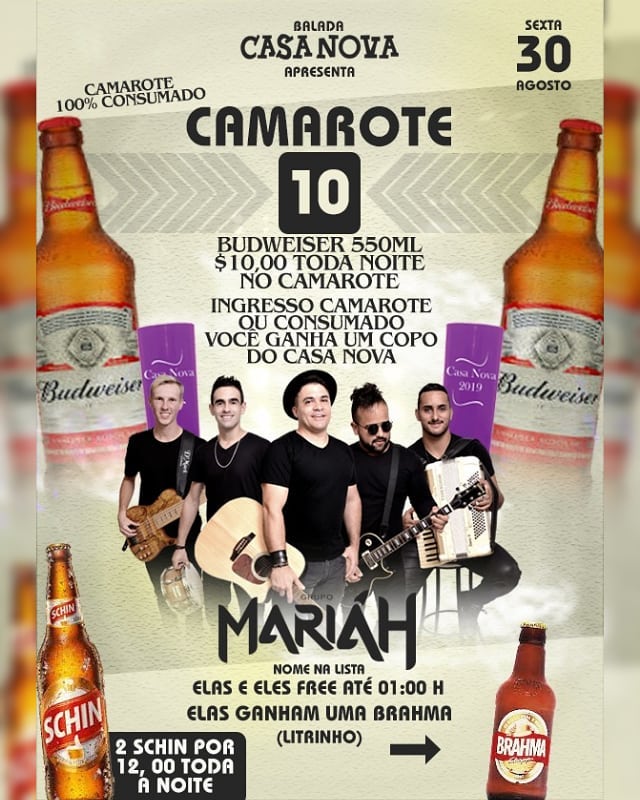 BALADA
CASA NOVA
APRESENTA
SEXTA
30
AGOSTO
CAMAROTE
100% CONSUMADO
CAMAROTE
10
BUDWEISER 550ML
$10,00 TODA NOITE
NO CAMAROTE
INGRESSO CAMAROTE
OU CONSUMADO
VOCÊ GANHA UM COPO
DO CASA NOVA
Budweiser
Budweiser
Budweiser
Budweiser
Casa Nova
Casa Nova
2019
GRUPO
MARIÁH
NOME NA LISTA
ELAS E ELES FREE ATÉ 01:00 H
ELAS GANHAM UMA BRAHMA
(LITRINHO)
SCHIN
SCHIN
2 SCHIN POR
12, 00 TODA
A NOITE
BRAHMA